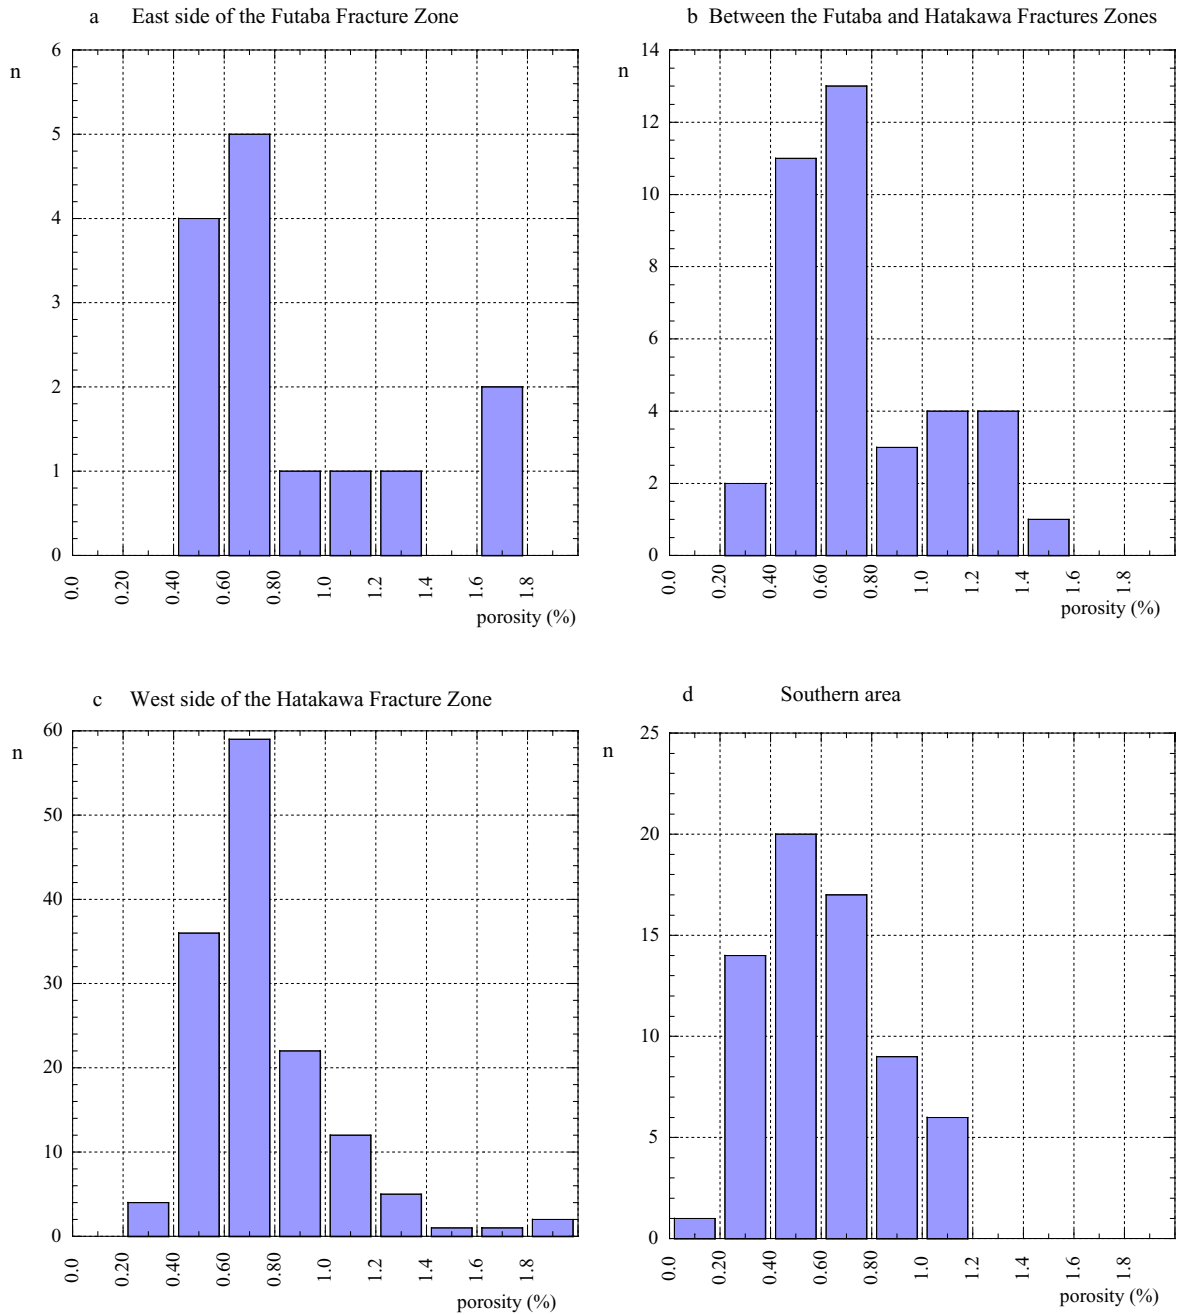 a East side of the Futaba Fracture Zone
n
6
5
4
3
2
1
0
0.0 0.20 0.40 0.60 0.80 1.0 1.2 1.4 1.6 1.8
porosity (%)
b Between the Futaba and Hatakawa Fractures Zones
n
14
12
10
8
6
4
2
0
0.0 0.20 0.40 0.60 0.80 1.0 1.2 1.4 1.6 1.8
porosity (%)
c West side of the Hatakawa Fracture Zone
n
60
50
40
30
20
10
0
0.0 0.20 0.40 0.60 0.80 1.0 1.2 1.4 1.6 1.8
porosity (%)
d Southern area
n
25
20
15
10
5
0
0.0 0.20 0.40 0.60 0.80 1.0 1.2 1.4 1.6 1.8
porosity (%)